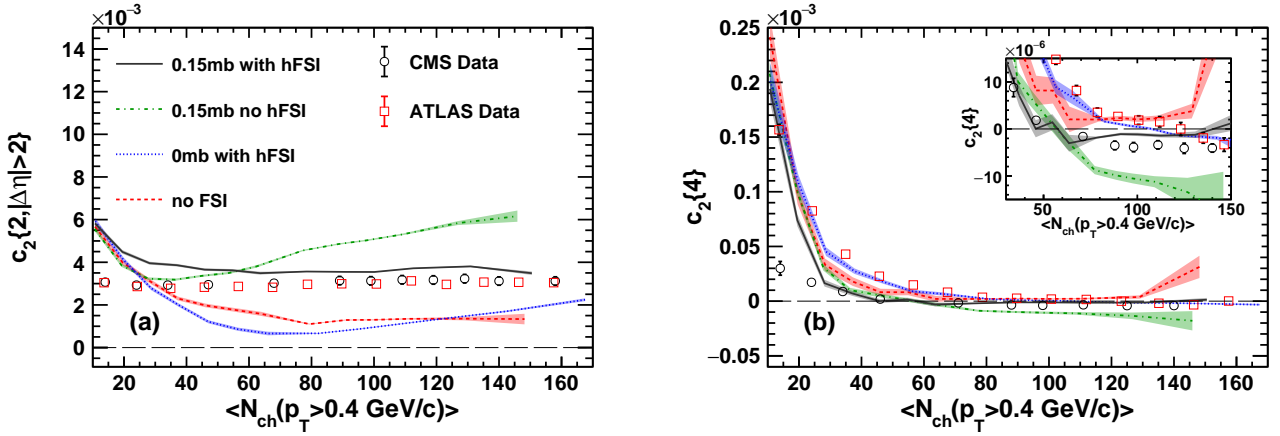 ×10⁻³
14
12
10
8
6
4
2
0
c₂{2,|Δη|>2}
0.15mb with hFSI
0.15mb no hFSI
0mb with hFSI
no FSI
CMS Data
ATLAS Data
(a)
20 40 60 80 100 120 140 160
<N_ch(p_T>0.4 GeV/c)>
×10⁻³
0.25
0.2
0.15
0.1
0.05
0
−0.05
c₂{4}
×10⁻⁶
10
0
−10
c₂{4}
50 100 150
<N_ch(p_T>0.4 GeV/c)>
(b)
20 40 60 80 100 120 140 160
<N_ch(p_T>0.4 GeV/c)>